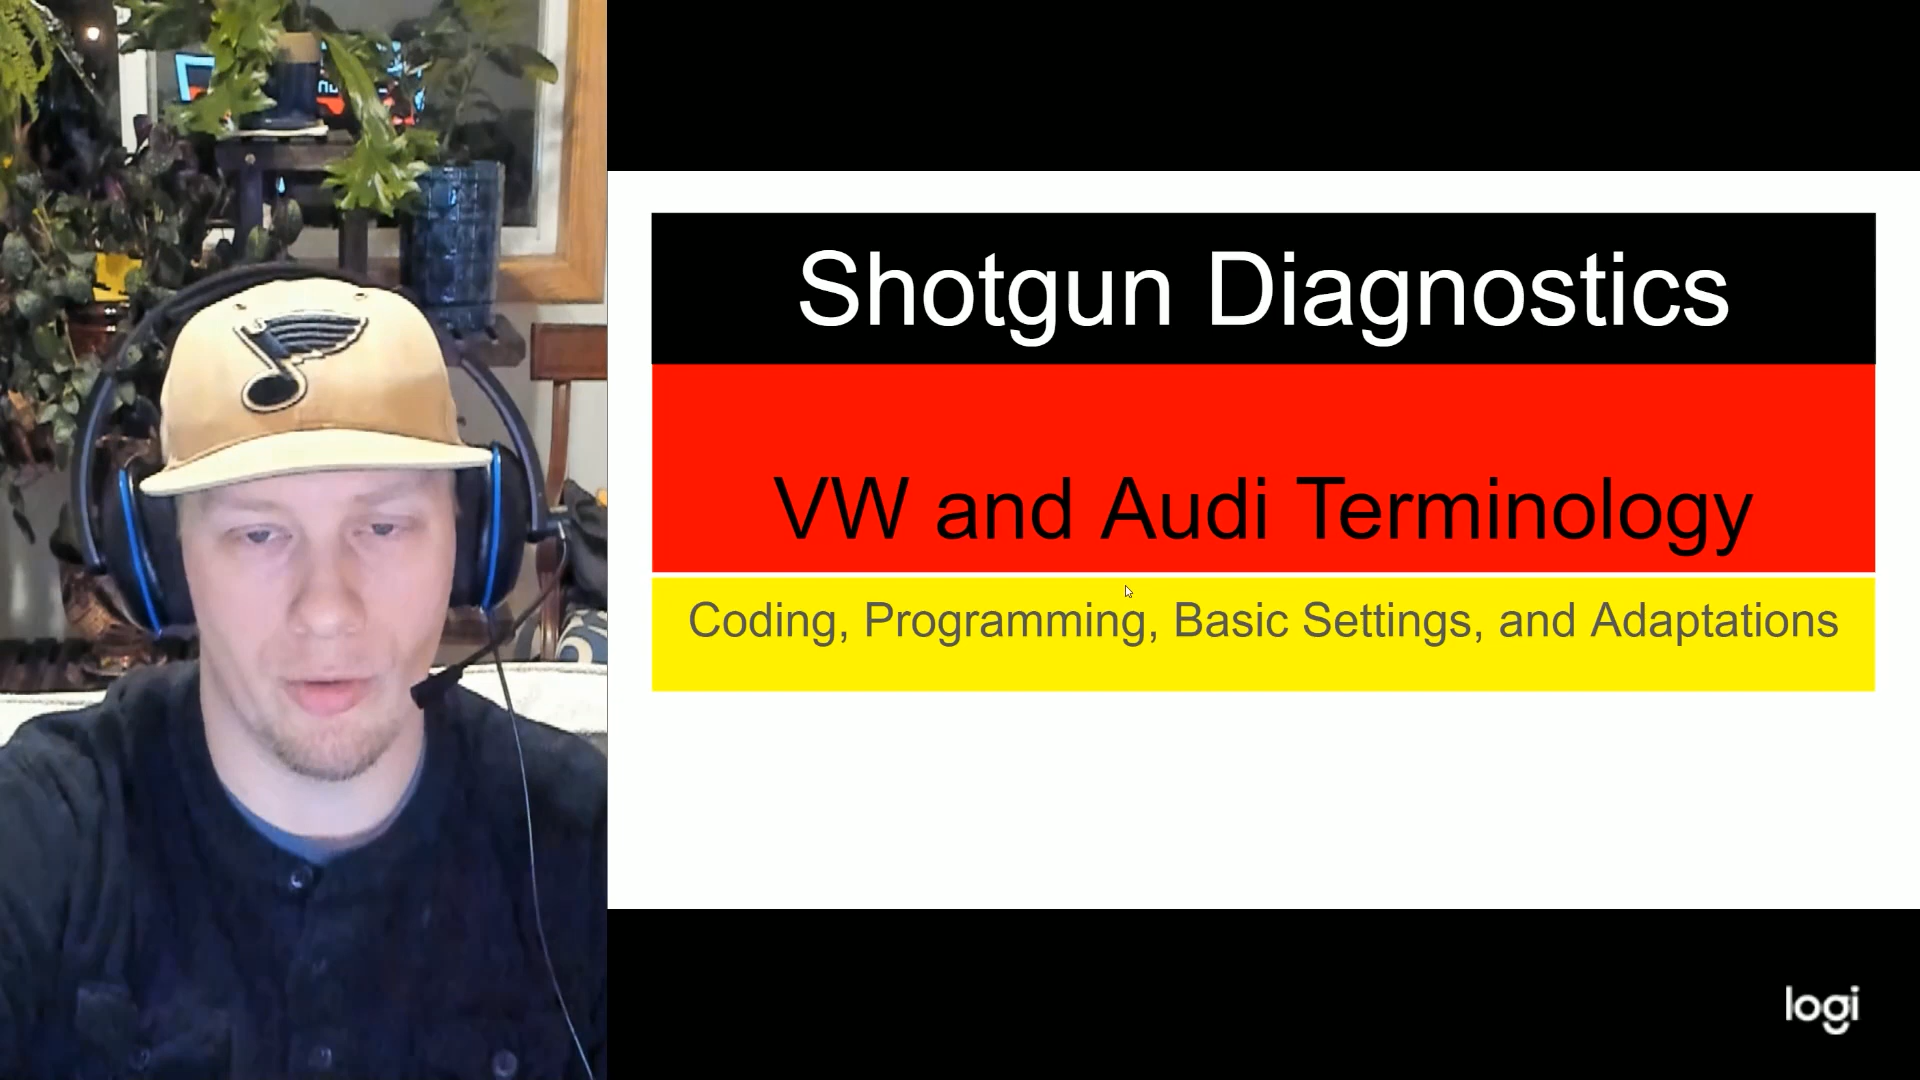 Shotgun Diagnostics
VW and Audi Terminology
Coding, Programming, Basic Settings, and Adaptations
logi